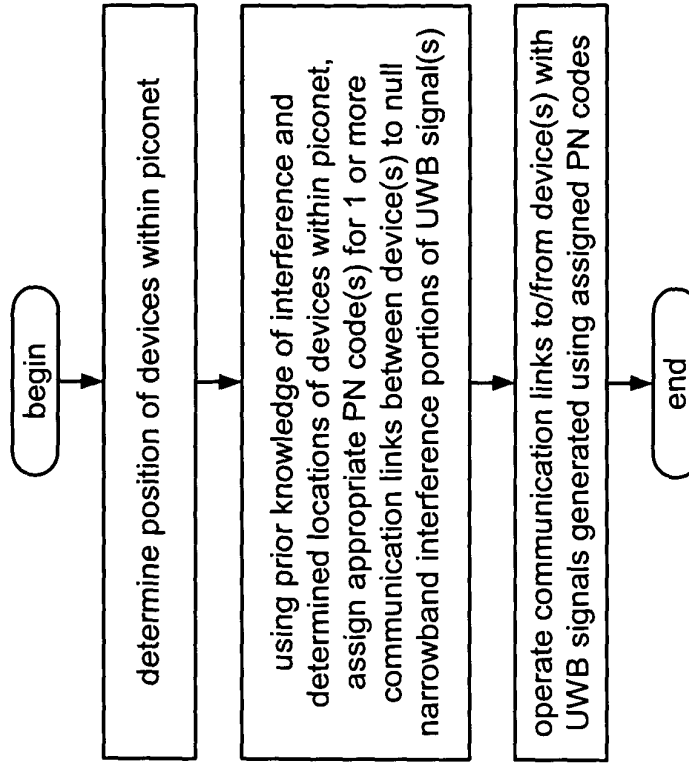 begin
determine position of devices within piconet
using prior knowledge of interference and
determined locations of devices within piconet,
assign appropriate PN code(s) for 1 or more
communication links between device(s) to null
narrowband interference portions of UWB signal(s)
operate communication links to/from device(s) with
UWB signals generated using assigned PN codes
end